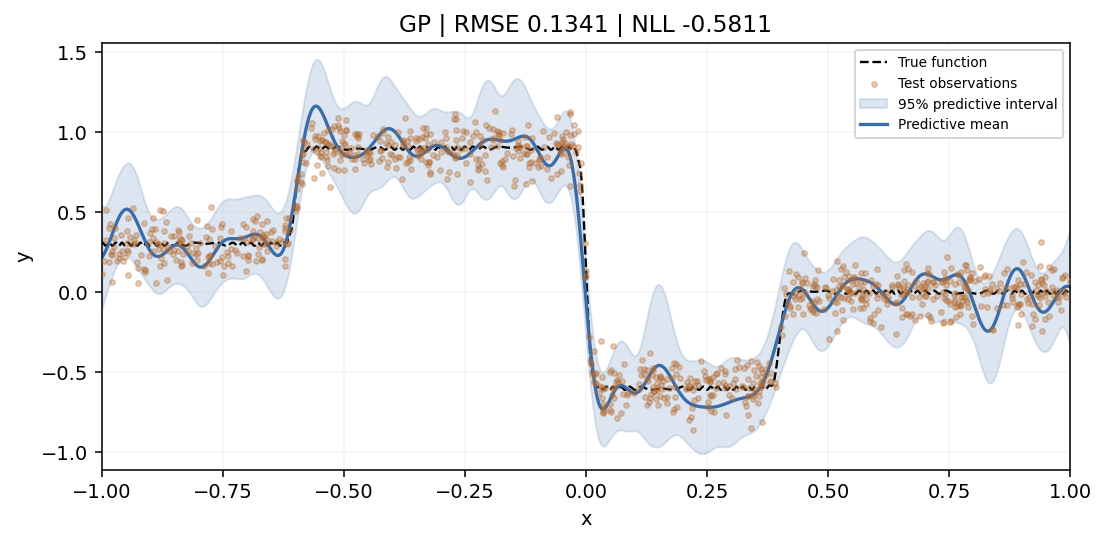 GP | RMSE 0.1341 | NLL -0.5811
1.5
1.0
0.5
0.0
−0.5
−1.0
y
True function
Test observations
95% predictive interval
Predictive mean
−1.00 −0.75 −0.50 −0.25 0.00 0.25 0.50 0.75 1.00
x